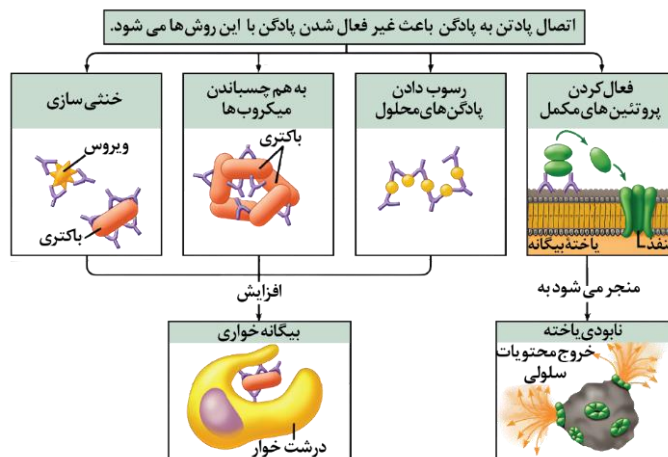 اتصال پادتن به پادگن باعث غیر فعال شدن پادگن با این روش‌ها می شود.
فعال کردن
پروتئین‌های مکمل
رسوب دادن
پادگن‌های محلول
به هم چسباندن
میکروب‌ها
خنثی سازی
باکتری
ویروس
باکتری
منفذ
یاختهٔ بیگانه
افزایش
منجر می شود به
بیگانه خواری
درشت خوار
نابودی یاخته
خروج محتویات
سلولی